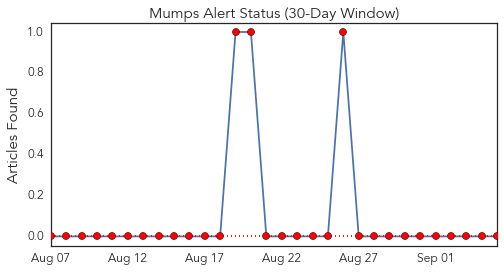 Mumps Alert Status (30-Day Window)
Articles Found
1.0
0.8
0.6
0.4
0.2
0.0
Aug 07 Aug 12 Aug 17 Aug 22 Aug 27 Sep 01